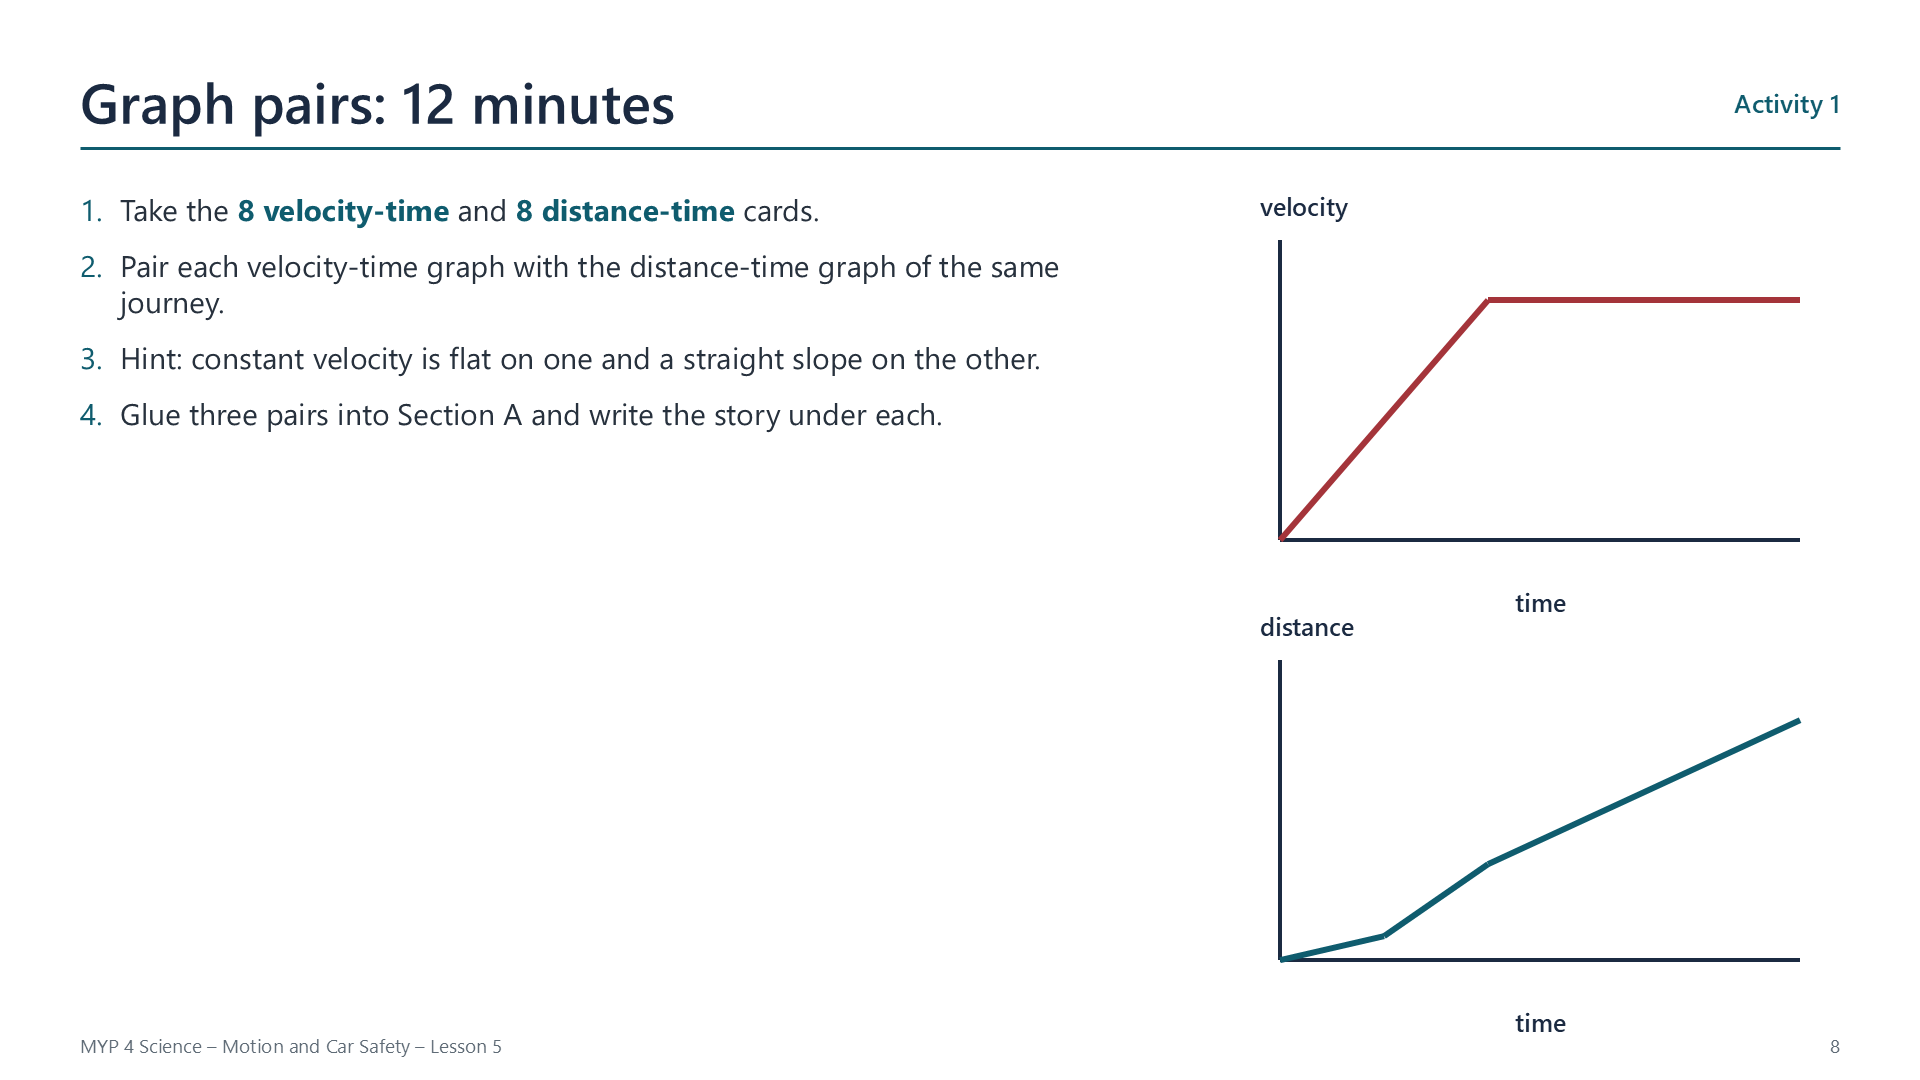 Graph pairs: 12 minutes
Activity 1
1. Take the 8 velocity-time and 8 distance-time cards.
2. Pair each velocity-time graph with the distance-time graph of the same
journey.
3. Hint: constant velocity is flat on one and a straight slope on the other.
4. Glue three pairs into Section A and write the story under each.
velocity
time
distance
time
MYP 4 Science – Motion and Car Safety – Lesson 5
8